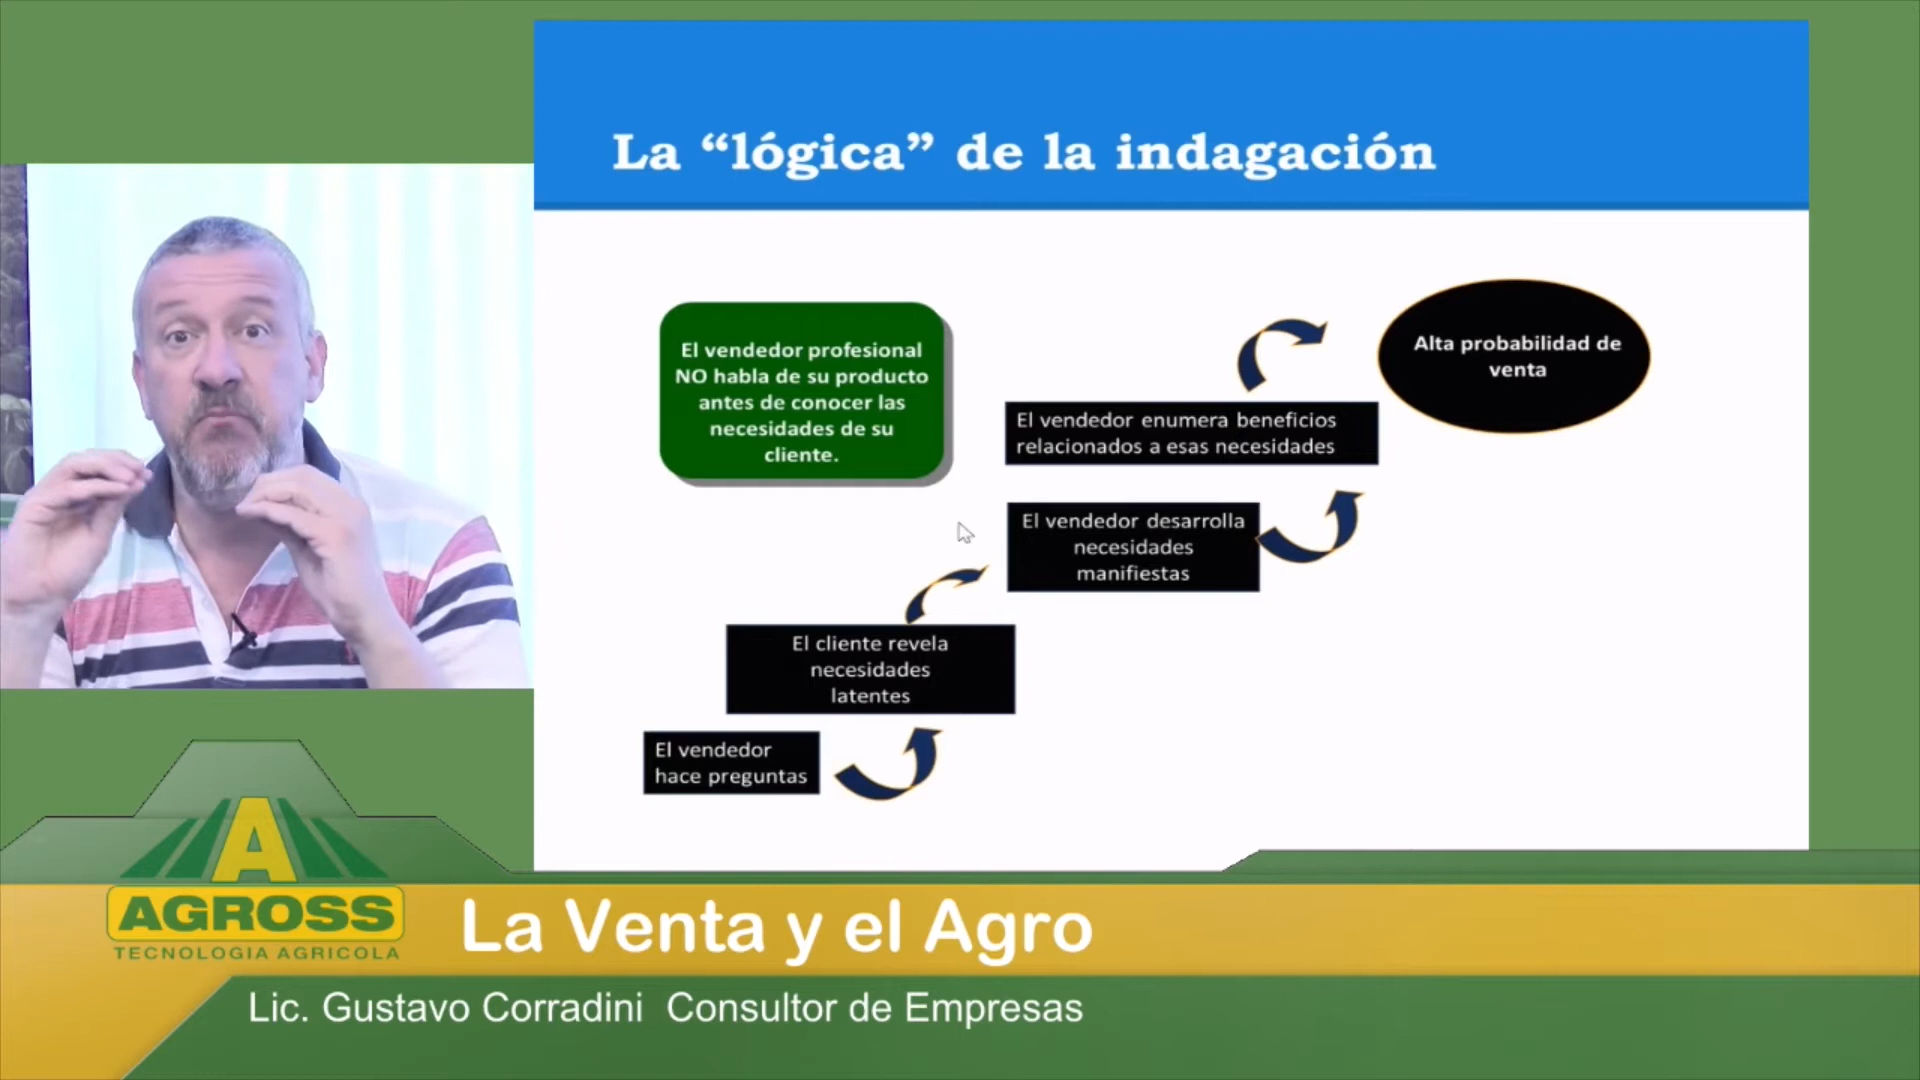 La “lógica” de la indagación
El vendedor profesional
NO habla de su producto
antes de conocer las
necesidades de su
cliente.
Alta probabilidad de
venta
El vendedor enumera beneficios
relacionados a esas necesidades
El vendedor desarrolla
necesidades
manifiestas
El cliente revela
necesidades
latentes
El vendedor
hace preguntas
A
AGROSS
TECNOLOGIA AGRICOLA
La Venta y el Agro
Lic. Gustavo Corradini Consultor de Empresas